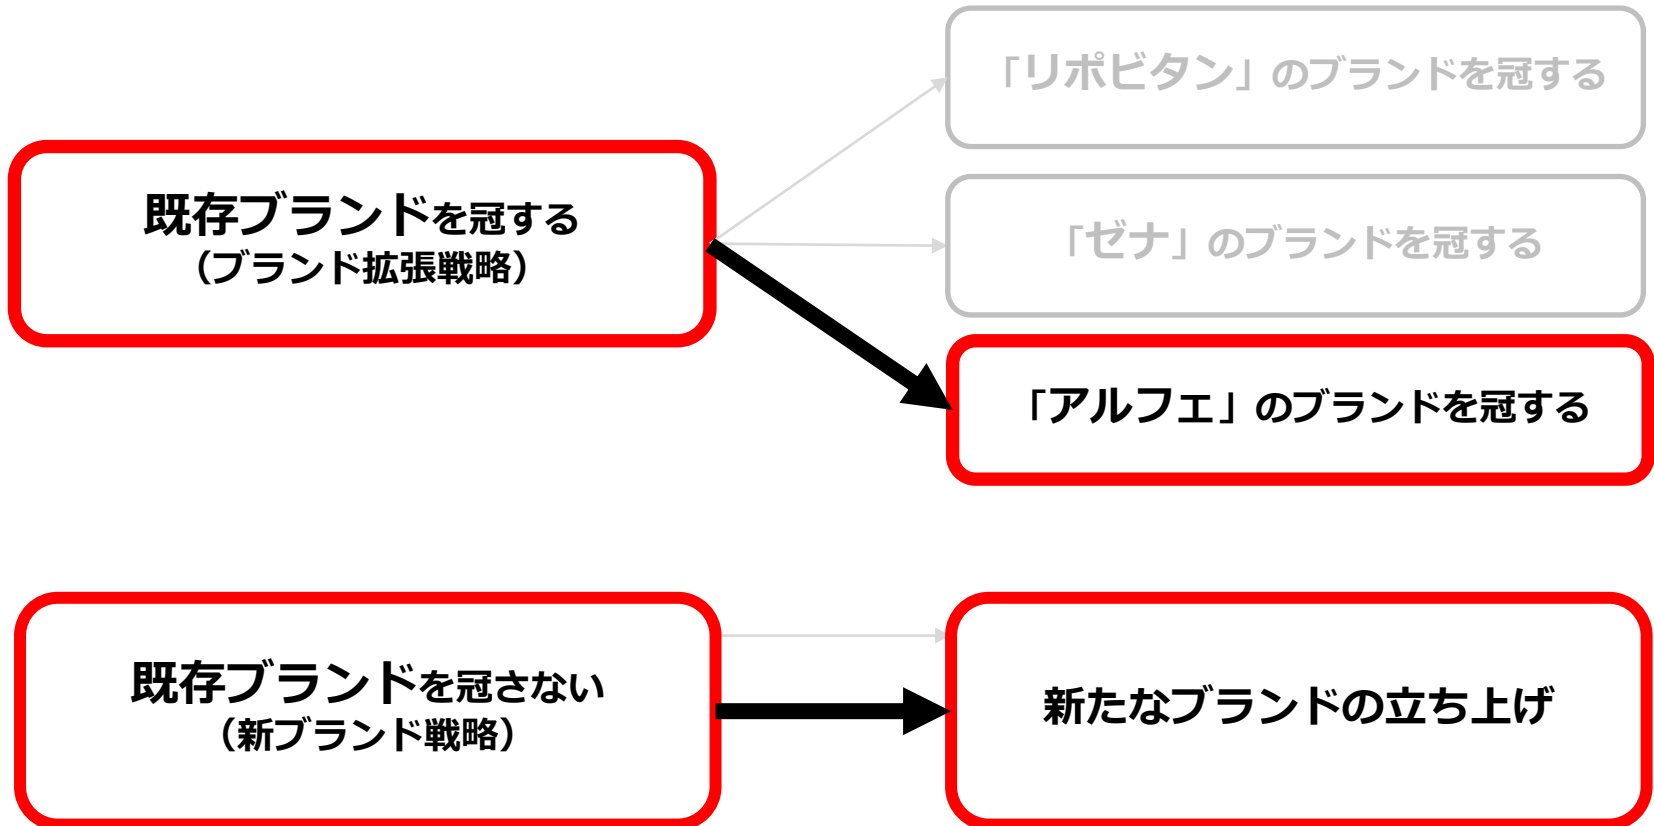 「リポビタン」のブランドを冠する
既存ブランドを冠する
（ブランド拡張戦略）
「ゼナ」のブランドを冠する
「アルフェ」のブランドを冠する
既存ブランドを冠さない
（新ブランド戦略）
新たなブランドの立ち上げ